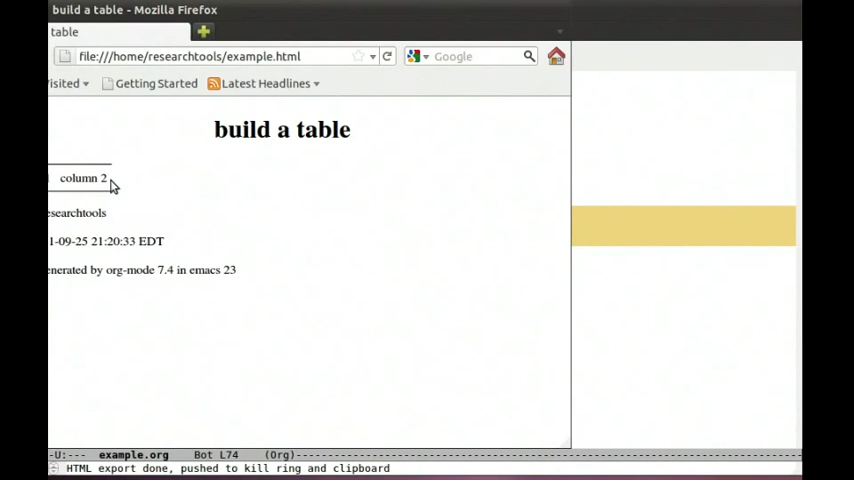 build a table - Mozilla Firefox
table
file:///home/researchtools/example.html
Google
isited
Getting Started
Latest Headlines
build a table
column 2
esearchtools
1-09-25 21:20:33 EDT
enerated by org-mode 7.4 in emacs 23
-U:--- example.org Bot L74 (Org)------------------------------------------------------------
HTML export done, pushed to kill ring and clipboard